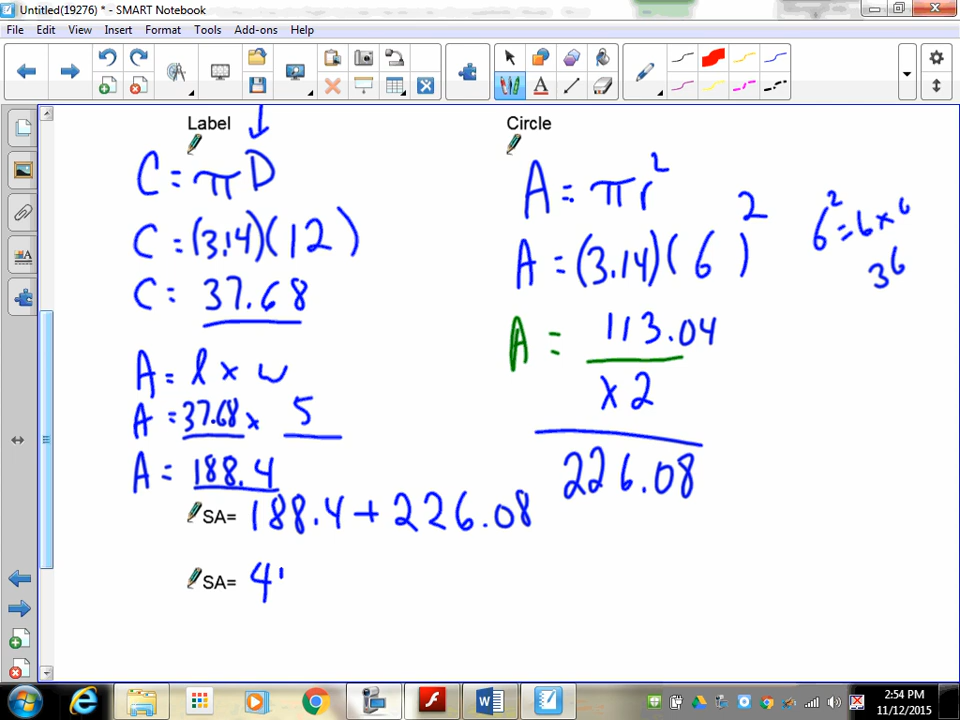 Untitled(19276) * - SMART Notebook
File Edit View Insert Format Tools Add-ons Help
Label
C = πD
C = (3.14)(12)
C = 37.68
A = l x w
A = 37.68 x 5
A = 188.4
SA= 188.4 + 226.08
SA= 4
Circle
A = πr²
A = (3.14)(6)²
A = 113.04
x 2
226.08
6² = 6 x 6
36
2:54 PM
11/12/2015